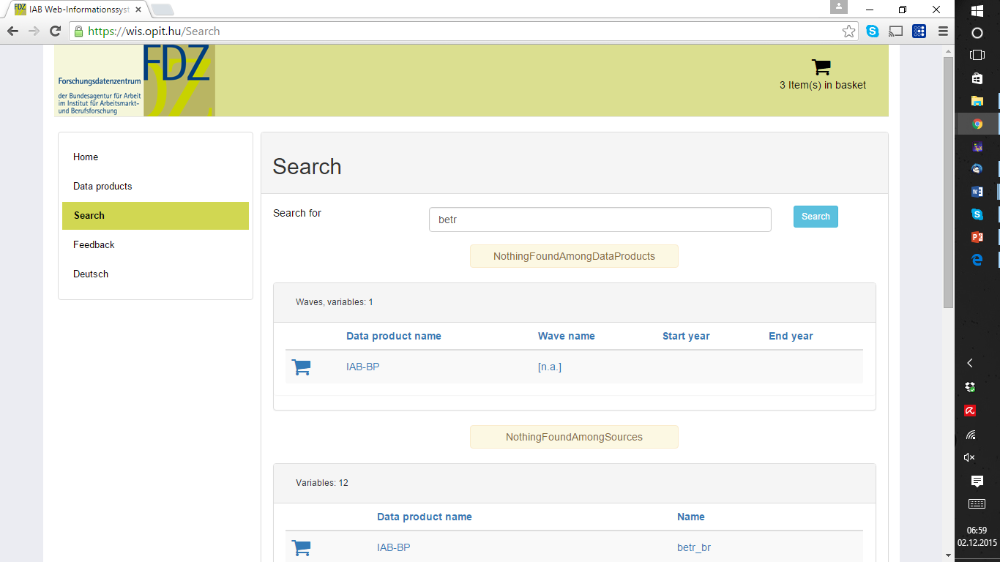 IAB Web-Informationssyst
https://wis.opit.hu/Search
FDZ
Forschungsdatenzentrum
der Bundesagentur für Arbeit
im Institut für Arbeitsmarkt-
und Berufsforschung
3 Item(s) in basket
Home
Data products
Search
Feedback
Deutsch
Search
Search for
betr
Search
NothingFoundAmongDataProducts
Waves, variables: 1
Data product name Wave name Start year End year
IAB-BP [n.a.]
NothingFoundAmongSources
Variables: 12
Data product name Name
IAB-BP betr_br
06:59
02.12.2015